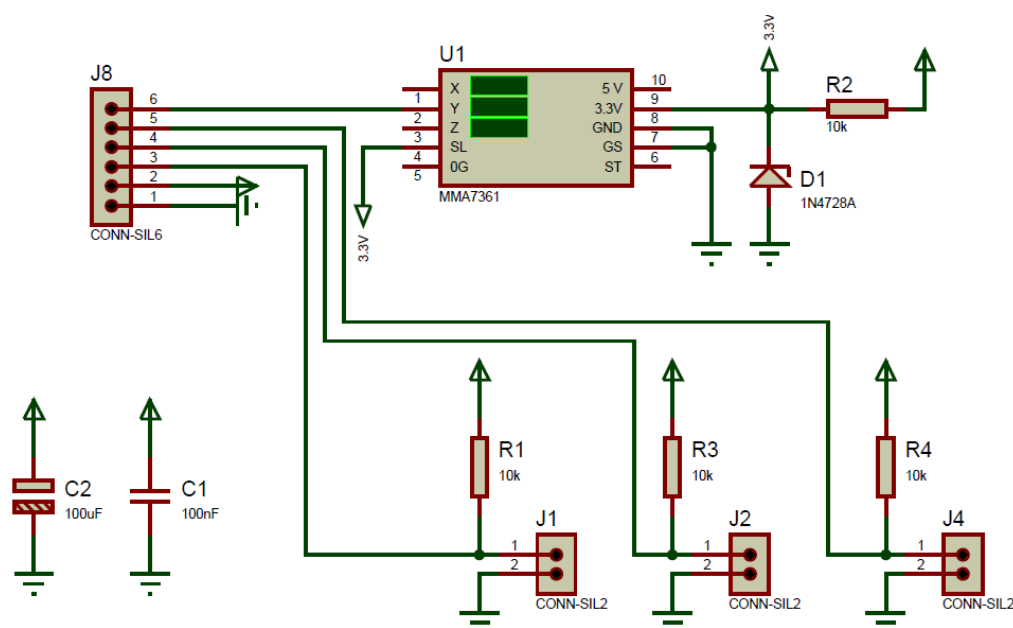 3.3V
U1
J8
R2
6
5
4
3
2
1
CONN-SIL6
X
Y
Z
SL
0G
1
2
3
4
5
5 V
3.3V
GND
GS
ST
10
9
8
7
6
MMA7361
10k
D1
1N4728A
3.3V
R1
10k
R3
10k
R4
10k
C2
100uF
C1
100nF
J1
1
2
CONN-SIL2
J2
1
2
CONN-SIL2
J4
1
2
CONN-SIL2